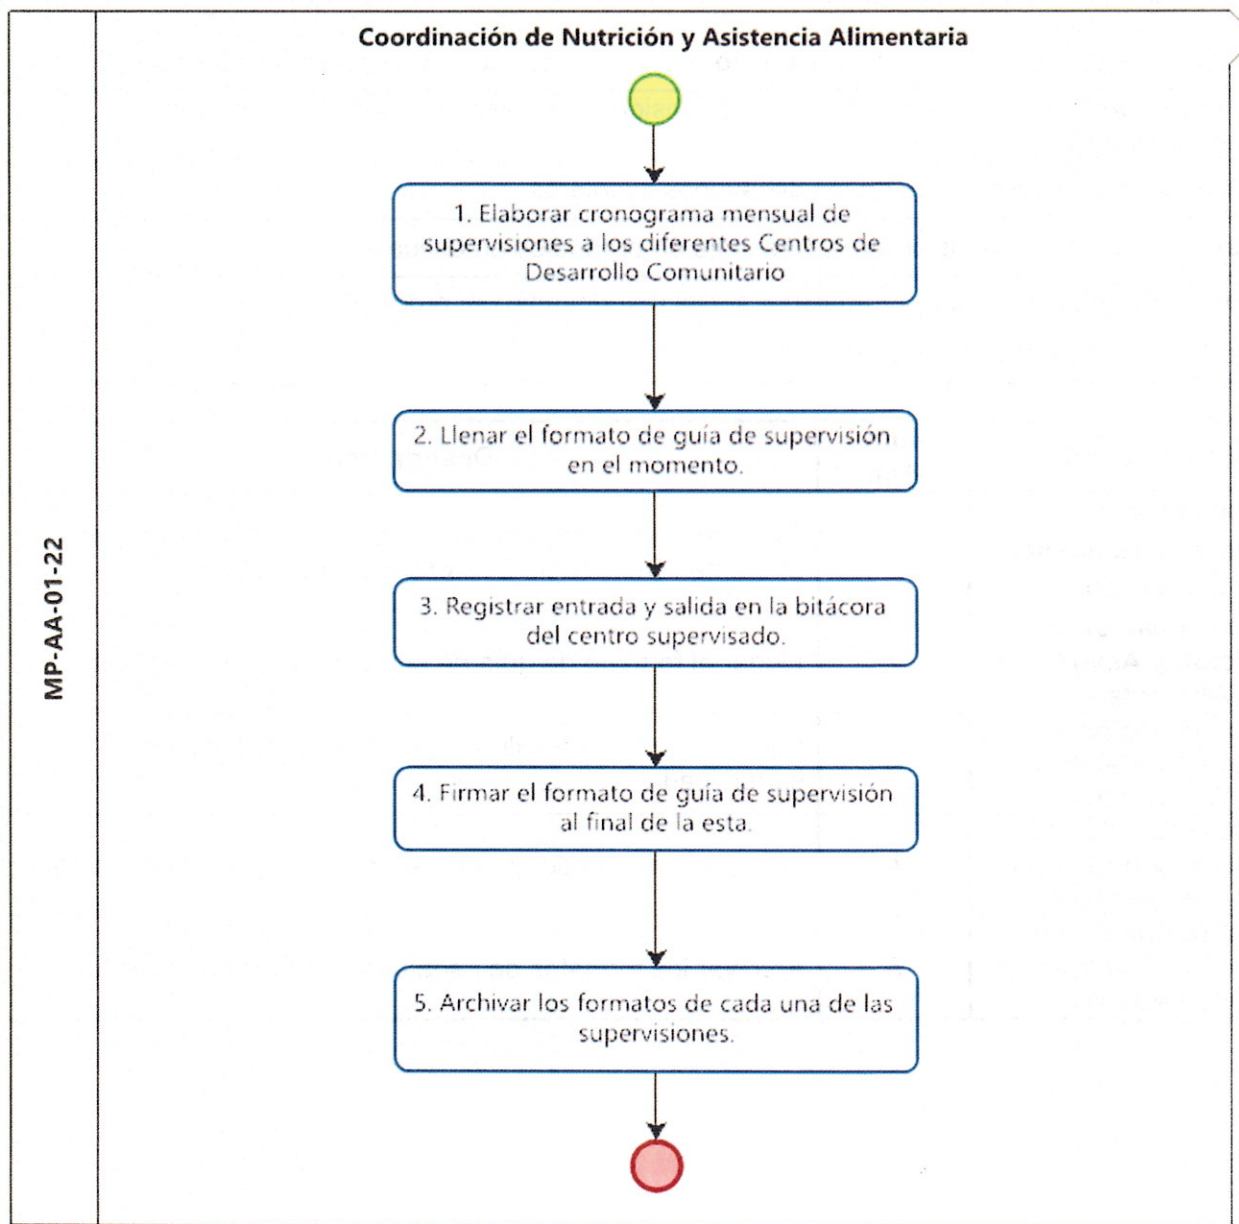 Coordinación de Nutrición y Asistencia Alimentaria
MP-AA-01-22
1. Elaborar cronograma mensual de
supervisiones a los diferentes Centros de
Desarrollo Comunitario
2. Llenar el formato de guía de supervisión
en el momento.
3. Registrar entrada y salida en la bitácora
del centro supervisado.
4. Firmar el formato de guía de supervisión
al final de la esta.
5. Archivar los formatos de cada una de las
supervisiones.